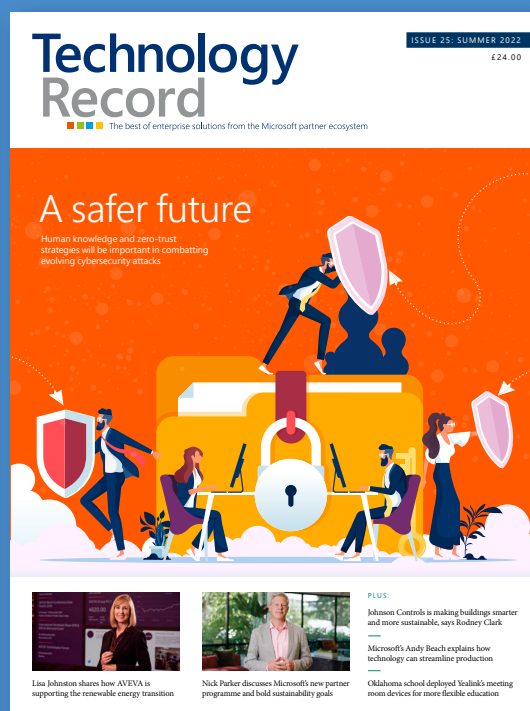 Technology
Record
ISSUE 25: SUMMER 2022
£24.00
The best of enterprise solutions from the Microsoft partner ecosystem
A safer future
Human knowledge and zero-trust
strategies will be important in combatting
evolving cybersecurity attacks
Lisa Johnston shares how AVEVA is
supporting the renewable energy transition
Nick Parker discusses Microsoft's new partner
programme and bold sustainability goals
PLUS:
Johnson Controls is making buildings smarter
and more sustainable, says Rodney Clark
Microsoft's Andy Beach explains how
technology can streamline production
Oklahoma school deployed Yealink's meeting
room devices for more flexible education